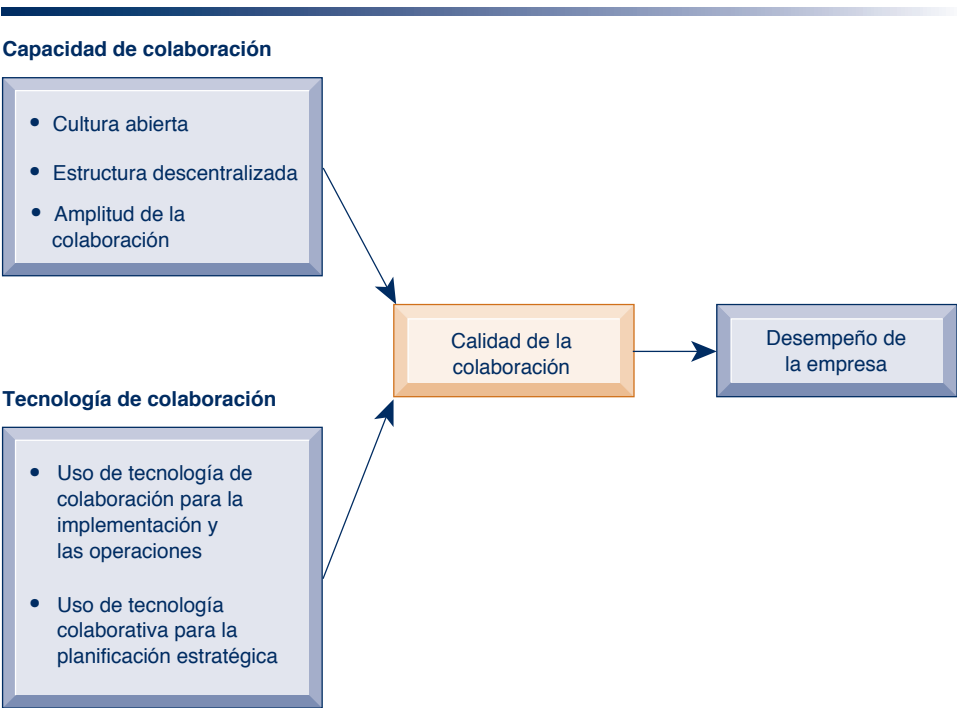 Capacidad de colaboración
• Cultura abierta
• Estructura descentralizada
• Amplitud de la
colaboración
Calidad de la
colaboración
Desempeño de
la empresa
Tecnología de colaboración
• Uso de tecnología de
colaboración para la
implementación y
las operaciones
• Uso de tecnología
colaborativa para la
planificación estratégica